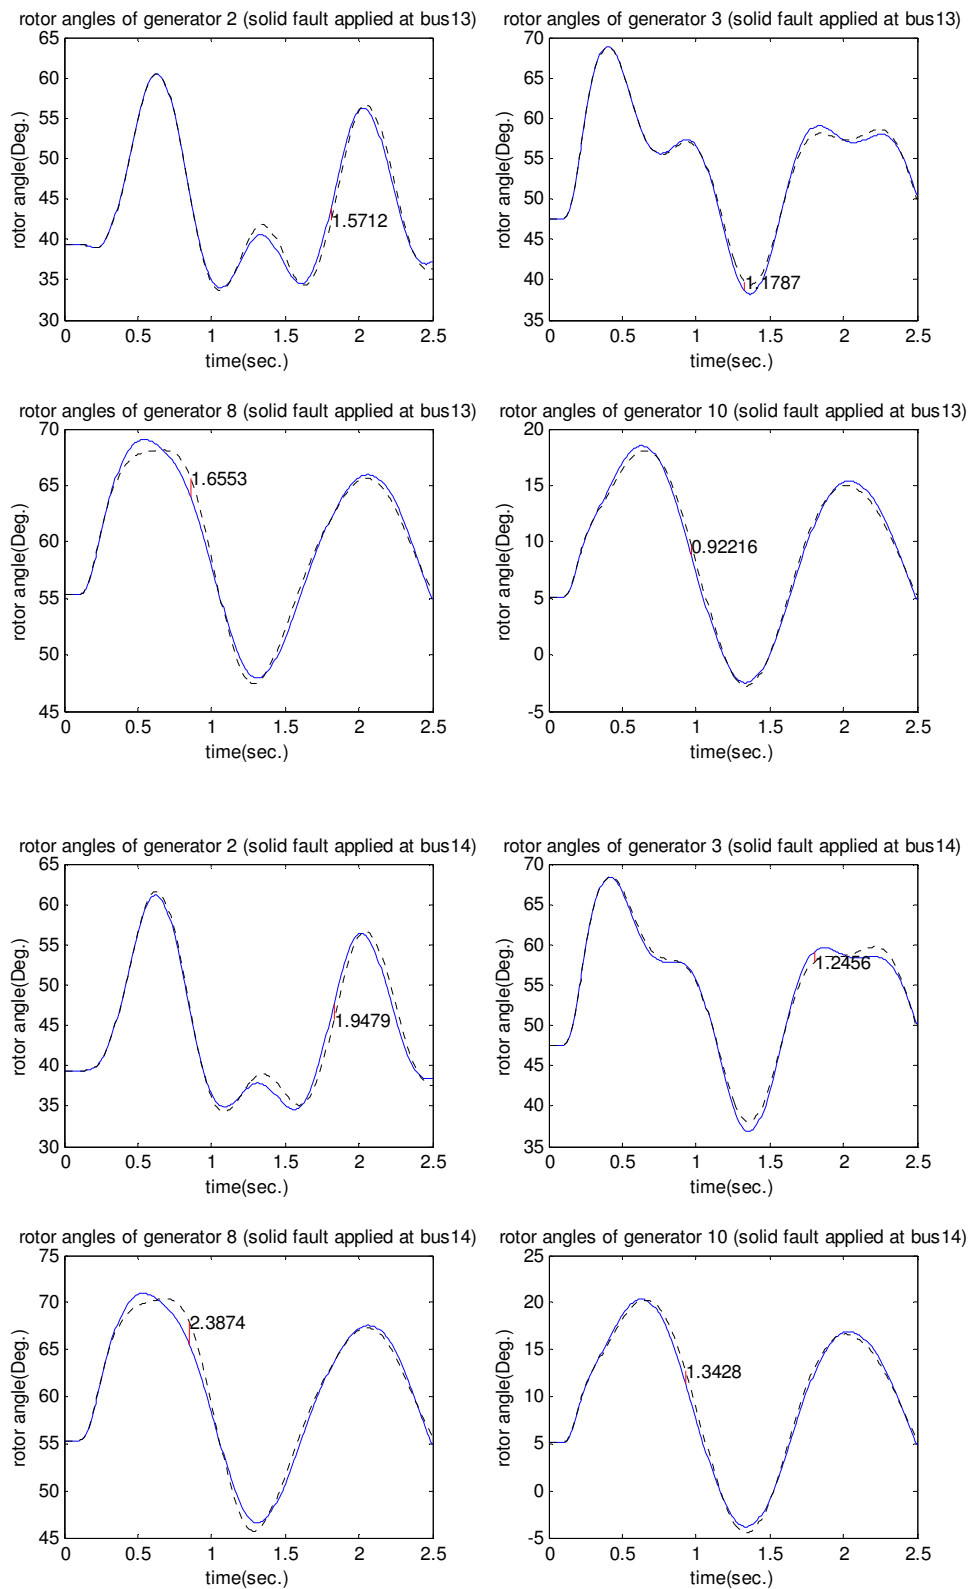 rotor angles of generator 2 (solid fault applied at bus13)
rotor angle(Deg.)
65
60
55
50
45
40
35
30
1.5712
0 0.5 1 1.5 2 2.5
time(sec.)
rotor angles of generator 3 (solid fault applied at bus13)
rotor angle(Deg.)
70
65
60
55
50
45
40
35
1.1787
0 0.5 1 1.5 2 2.5
time(sec.)
rotor angles of generator 8 (solid fault applied at bus13)
rotor angle(Deg.)
70
65
60
55
50
45
1.6553
0 0.5 1 1.5 2 2.5
time(sec.)
rotor angles of generator 10 (solid fault applied at bus13)
rotor angle(Deg.)
20
15
10
5
0
-5
0.92216
0 0.5 1 1.5 2 2.5
time(sec.)
rotor angles of generator 2 (solid fault applied at bus14)
rotor angle(Deg.)
65
60
55
50
45
40
35
30
1.9479
0 0.5 1 1.5 2 2.5
time(sec.)
rotor angles of generator 3 (solid fault applied at bus14)
rotor angle(Deg.)
70
65
60
55
50
45
40
35
1.2456
0 0.5 1 1.5 2 2.5
time(sec.)
rotor angles of generator 8 (solid fault applied at bus14)
rotor angle(Deg.)
75
70
65
60
55
50
45
2.3874
0 0.5 1 1.5 2 2.5
time(sec.)
rotor angles of generator 10 (solid fault applied at bus14)
rotor angle(Deg.)
25
20
15
10
5
0
-5
1.3428
0 0.5 1 1.5 2 2.5
time(sec.)